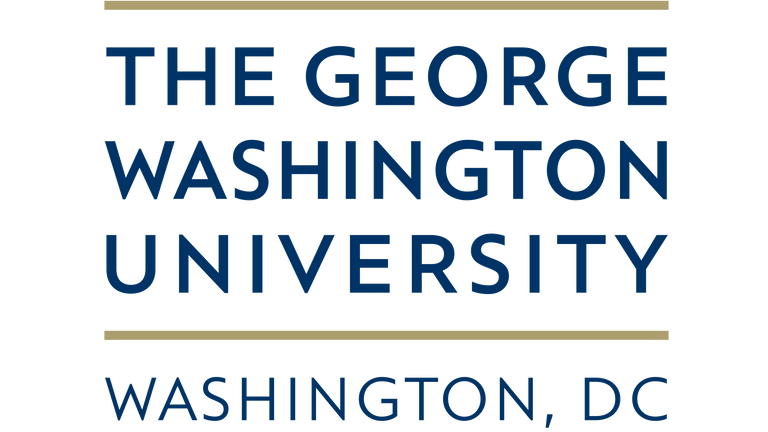 THE GEORGE
WASHINGTON
UNIVERSITY
WASHINGTON, DC